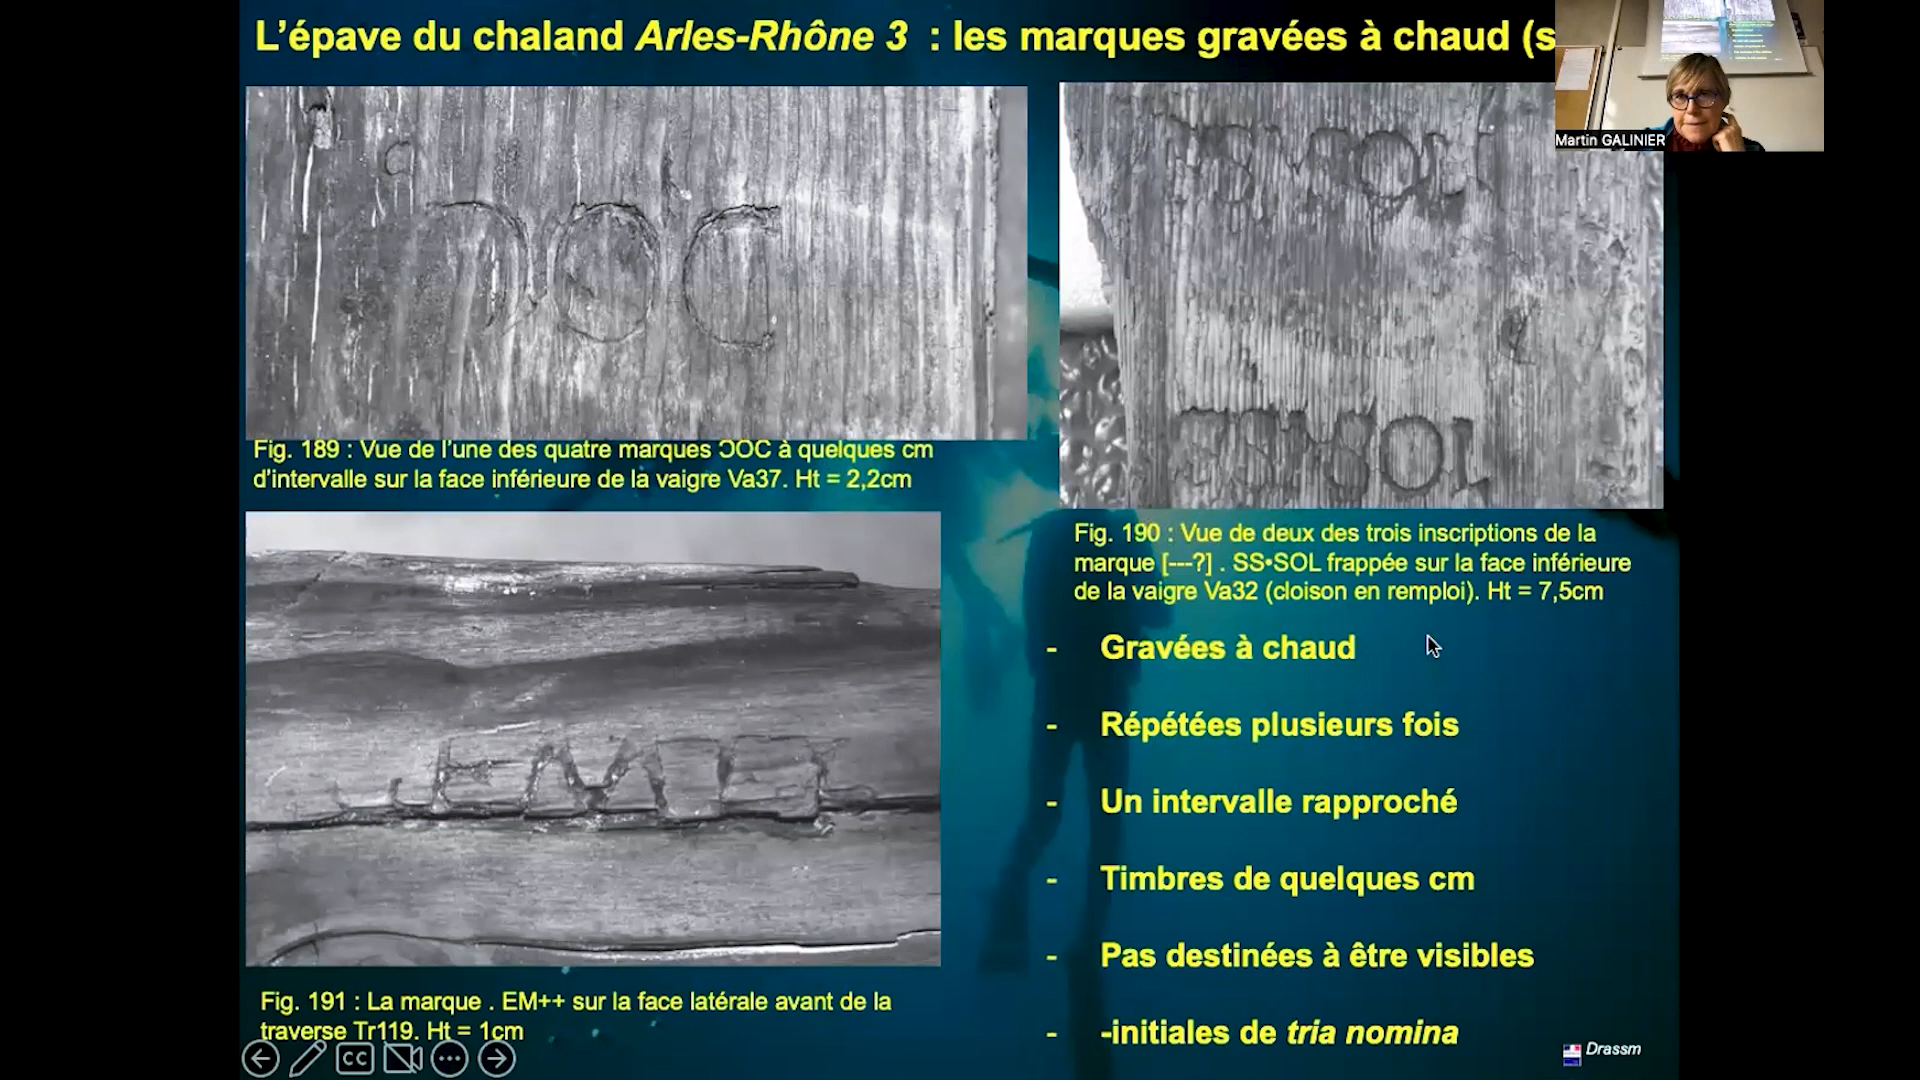 L'épave du chaland Arles-Rhône 3 : les marques gravées à chaud (s
Martin GALINIER
Fig. 189 : Vue de l'une des quatre marques ƆOC à quelques cm
d'intervalle sur la face inférieure de la vaigre Va37. Ht = 2,2cm
Fig. 190 : Vue de deux des trois inscriptions de la
marque [---?] . SS•SOL frappée sur la face inférieure
de la vaigre Va32 (cloison en remploi). Ht = 7,5cm
- Gravées à chaud
- Répétées plusieurs fois
- Un intervalle rapproché
- Timbres de quelques cm
- Pas destinées à être visibles
- -initiales de tria nomina
Fig. 191 : La marque . EM++ sur la face latérale avant de la
traverse Tr119. Ht = 1cm
CC
Drassm
ƆOC